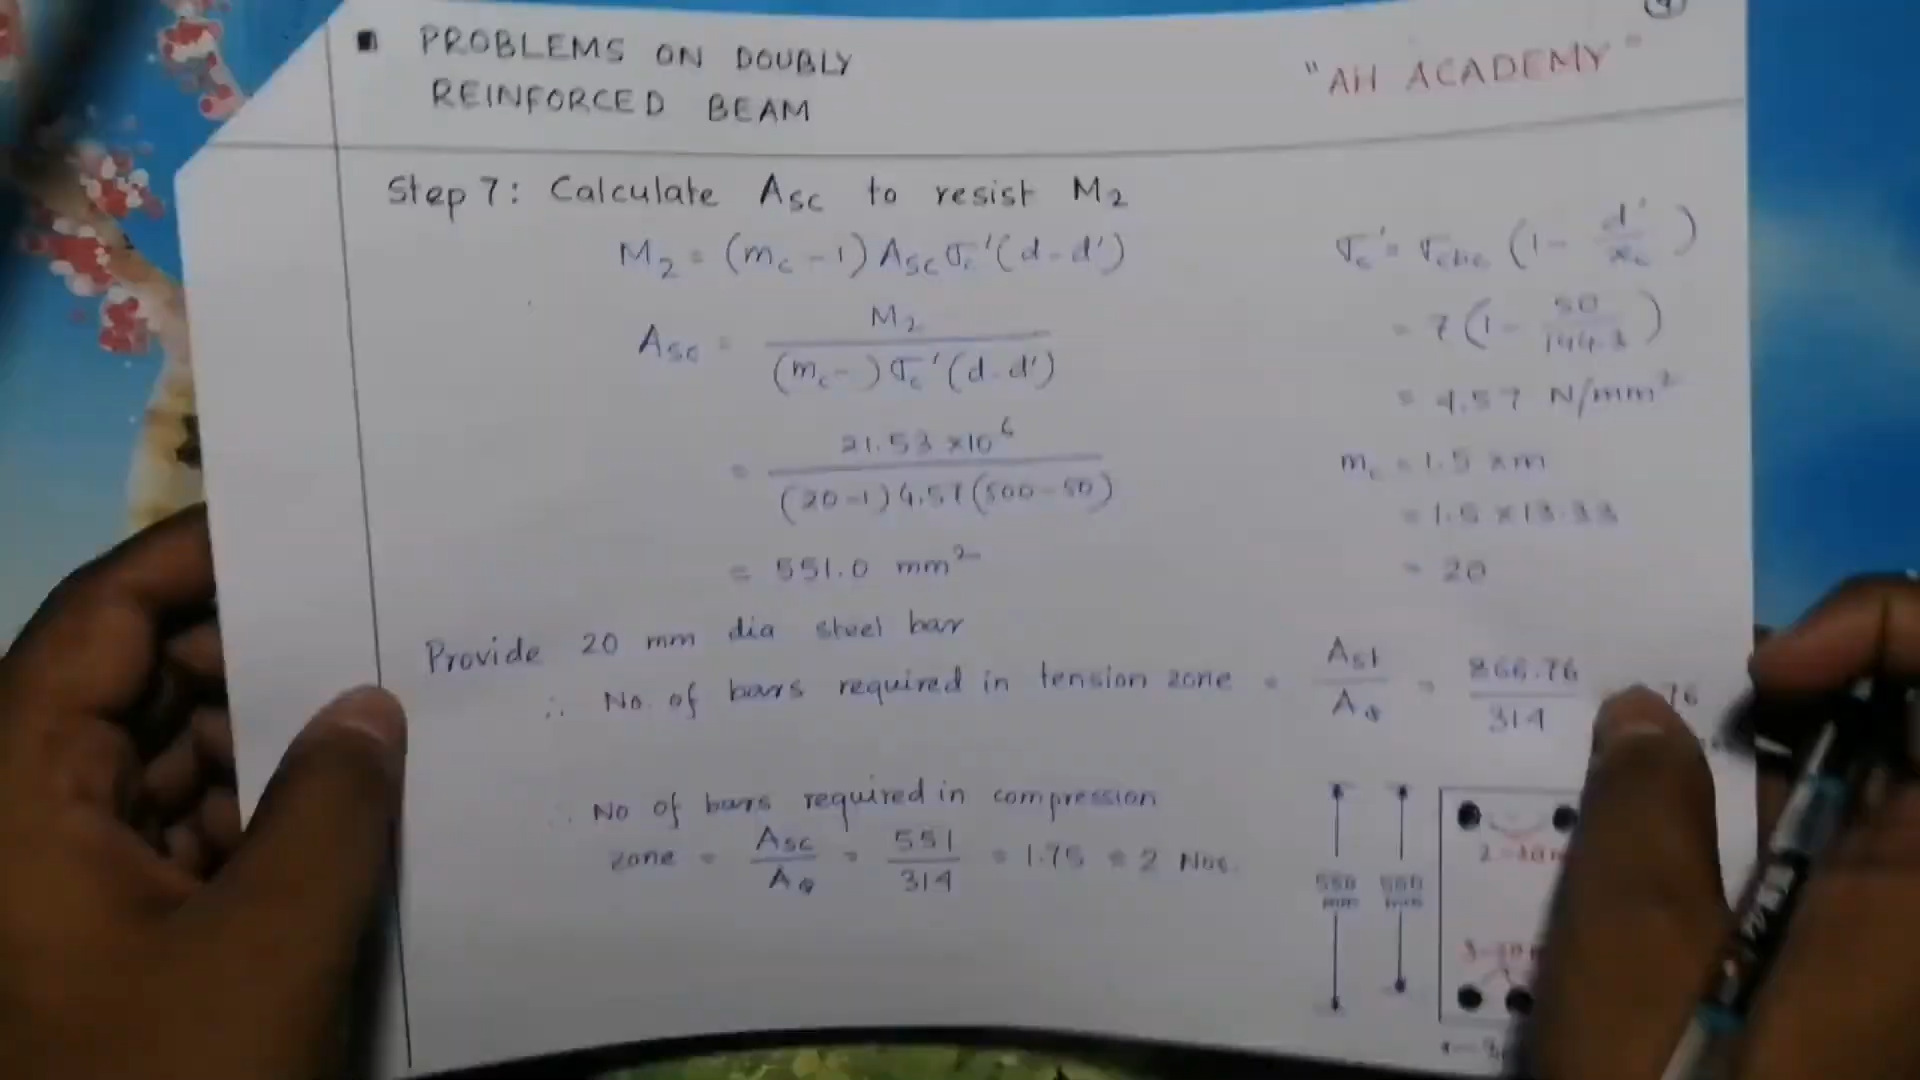 PROBLEMS ON DOUBLY
REINFORCED BEAM
"AH ACADEMY"
Step 7: Calculate Asc to resist M2
M2 = (mc - 1) Asc σc' (d - d')
Asc = M2 / (mc - ) σc' (d - d')
= 21.53 × 10^6 / (20 - 1) 4.57 (500 - 50)
= 551.0 mm²
σc' = σcbc (1 - d' / xc)
= 7 (1 - 50 / 144.3)
= 4.57 N/mm²
mc = 1.5 × m
= 1.5 × 13.33
= 20
Provide 20 mm dia steel bar
∴ No. of bars required in tension zone = Ast / AΦ = 866.76 / 314
∴ No of bars required in compression
zone = Asc / AΦ = 551 / 314 = 1.75 = 2 Nos.
mm mm